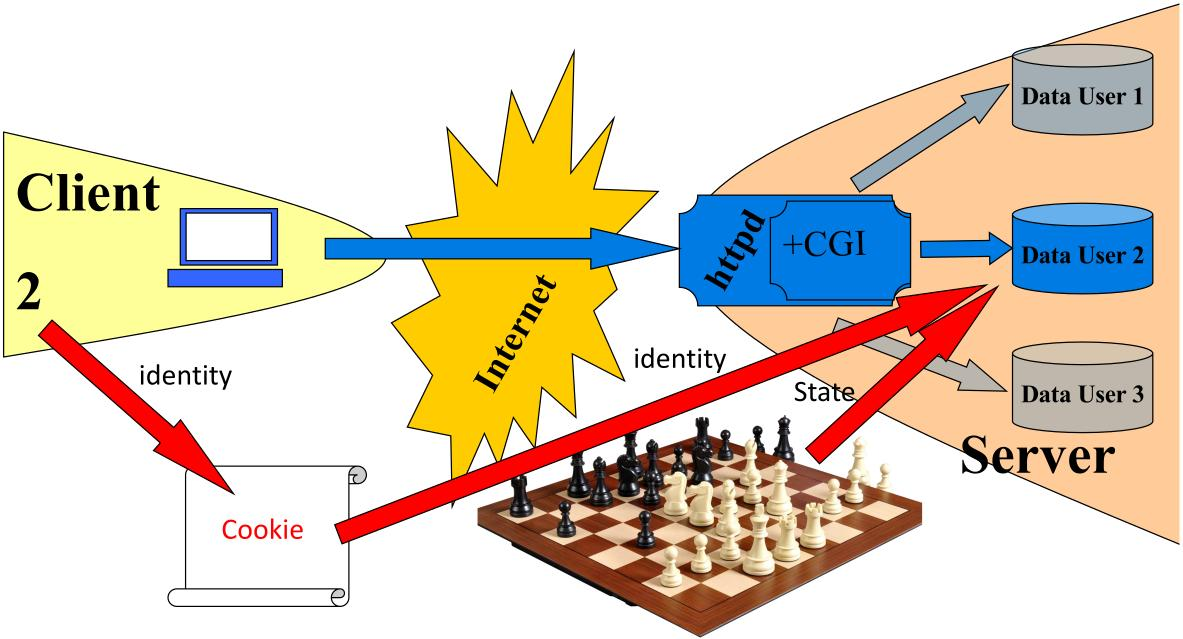 Client
2
identity
Cookie
Internet
identity
httpd
+CGI
State
Data User 1
Data User 2
Data User 3
Server